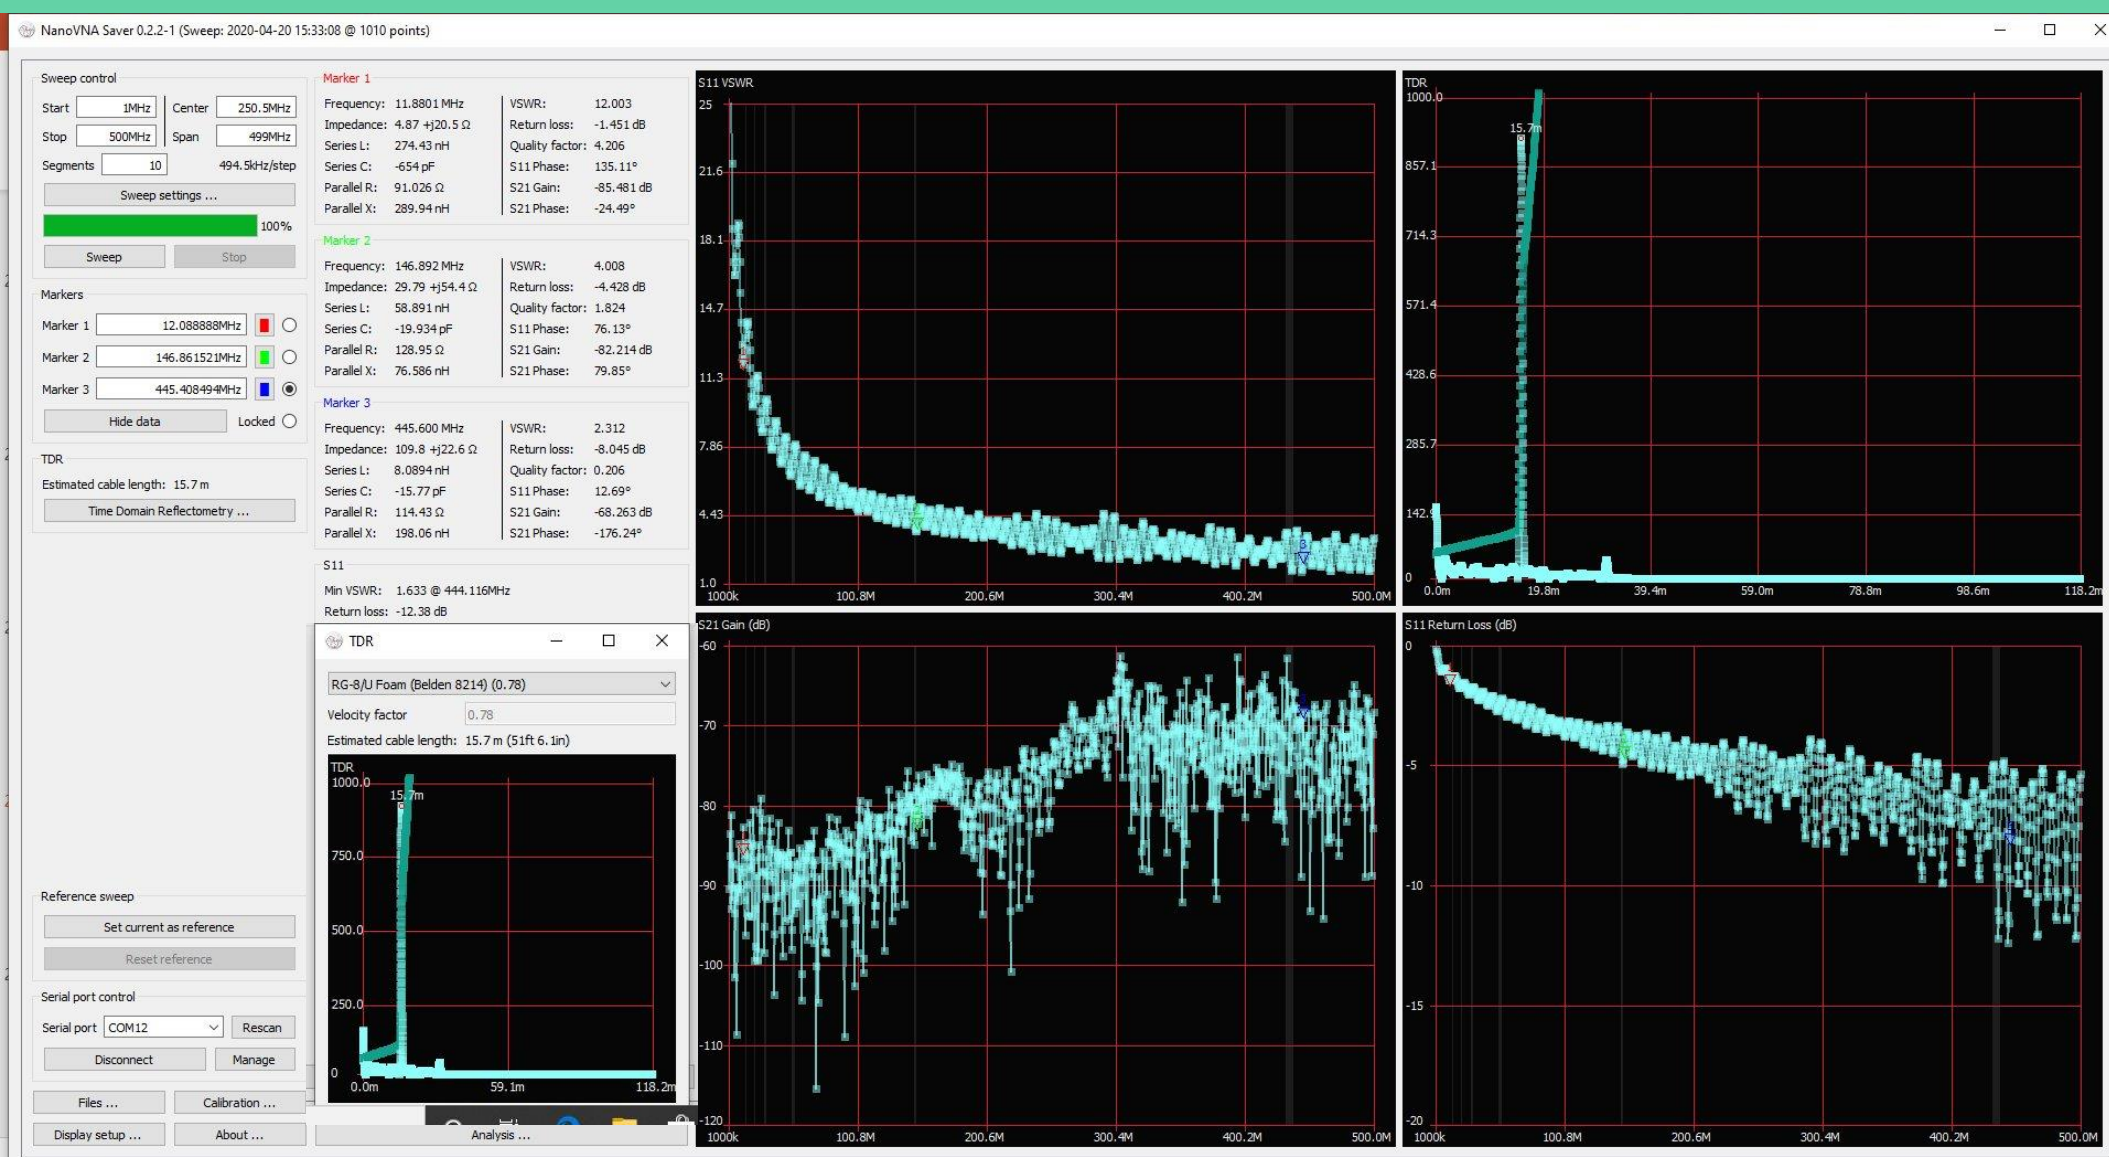 NanoVNA Saver 0.2.2-1 (Sweep: 2020-04-20 15:33:08 @ 1010 points)
Sweep control
Start 1MHz Center 250.5MHz
Stop 500MHz Span 499MHz
Segments 10 494.5kHz/step
Sweep settings ...
100%
Sweep Stop
Markers
Marker 1 12.088888MHz
Marker 2 146.861521MHz
Marker 3 445.408494MHz
Hide data Locked
TDR
Estimated cable length: 15.7 m
Time Domain Reflectometry ...
Reference sweep
Set current as reference
Reset reference
Serial port control
Serial port COM12 Rescan
Disconnect Manage
Files ... Calibration ...
Display setup ... About ...
Marker 1
Frequency: 11.8801 MHz VSWR: 12.003
Impedance: 4.87 +j20.5 Ω Return loss: -1.451 dB
Series L: 274.43 nH Quality factor: 4.206
Series C: -654 pF S11 Phase: 135.11°
Parallel R: 91.026 Ω S21 Gain: -85.481 dB
Parallel X: 289.94 nH S21 Phase: -24.49°
Marker 2
Frequency: 146.892 MHz VSWR: 4.008
Impedance: 29.79 +j54.4 Ω Return loss: -4.428 dB
Series L: 58.891 nH Quality factor: 1.824
Series C: -19.934 pF S11 Phase: 76.13°
Parallel R: 128.95 Ω S21 Gain: -82.214 dB
Parallel X: 76.586 nH S21 Phase: 79.85°
Marker 3
Frequency: 445.600 MHz VSWR: 2.312
Impedance: 109.8 +j22.6 Ω Return loss: -8.045 dB
Series L: 8.0894 nH Quality factor: 0.206
Series C: -15.77 pF S11 Phase: 12.69°
Parallel R: 114.43 Ω S21 Gain: -68.263 dB
Parallel X: 198.06 nH S21 Phase: -176.24°
S11
Min VSWR: 1.633 @ 444.116MHz
Return loss: -12.38 dB
TDR
RG-8/U Foam (Belden 8214) (0.78)
Velocity factor 0.78
Estimated cable length: 15.7 m (51ft 6.1in)
TDR
1000.0
15.7m
750.0
500.0
250.0
0
0.0m 59.1m 118.2m
Analysis ...
S11 VSWR
25
21.6
18.1
14.7
11.3
7.86
4.43
1.0
1000k 100.8M 200.6M 300.4M 400.2M 500.0M
TDR
1000.0
15.7m
857.1
714.3
571.4
428.6
285.7
142.9
0
0.0m 19.8m 39.4m 59.0m 78.8m 98.6m 118.2m
S21 Gain (dB)
-60
-70
-80
-90
-100
-110
-120
1000k 100.8M 200.6M 300.4M 400.2M 500.0M
S11 Return Loss (dB)
0
-5
-10
-15
-20
1000k 100.8M 200.6M 300.4M 400.2M 500.0M